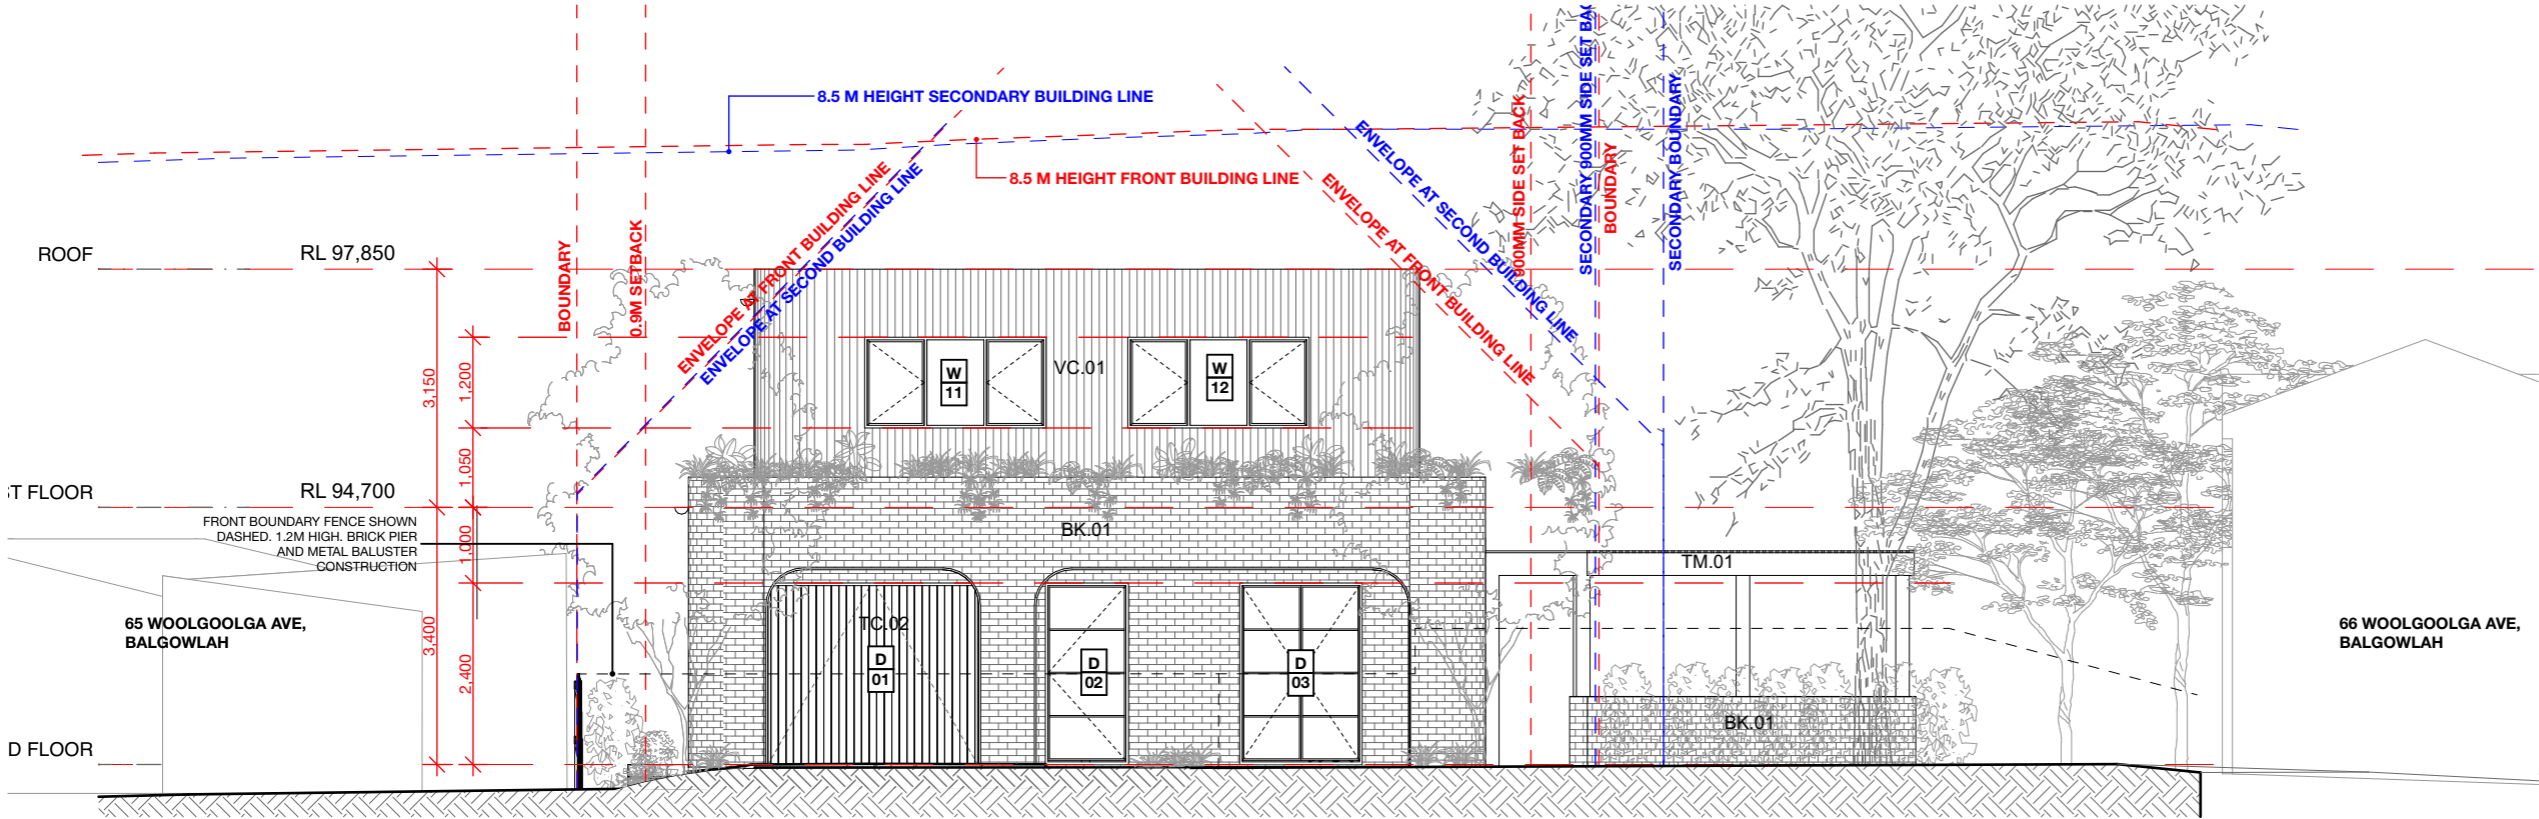 8.5 M HEIGHT SECONDARY BUILDING LINE
8.5 M HEIGHT FRONT BUILDING LINE
ENVELOPE AT FRONT BUILDING LINE
ENVELOPE AT SECOND BUILDING LINE
ENVELOPE AT SECOND BUILDING LINE
ENVELOPE AT FRONT BUILDING LINE
BOUNDARY
0.9M SETBACK
900MM SIDE SET BACK
SECONDARY 900MM SIDE SET BAC
BOUNDARY
SECONDARY BOUNDARY
ROOF
RL 97,850
3,150
1,200
1,050
ST FLOOR
RL 94,700
FRONT BOUNDARY FENCE SHOWN
DASHED. 1.2M HIGH. BRICK PIER
AND METAL BALUSTER
CONSTRUCTION
1,000
3,400
2,400
65 WOOLGOOLGA AVE,
BALGOWLAH
D FLOOR
W
11
VC.01
W
12
BK.01
TC.02
D
01
D
02
D
03
TM.01
BK.01
66 WOOLGOOLGA AVE,
BALGOWLAH